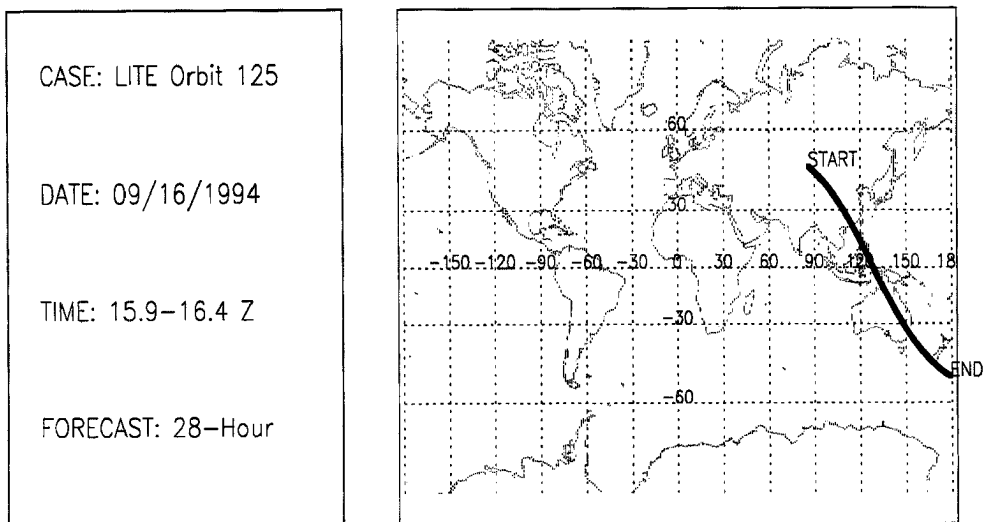 CASE: LITE Orbit 125
DATE: 09/16/1994
TIME: 15.9-16.4 Z
FORECAST: 28-Hour
60
START
30
-150 -120 -90 -60 -30 0 30 60 90 120 150 180
-30
END
-60